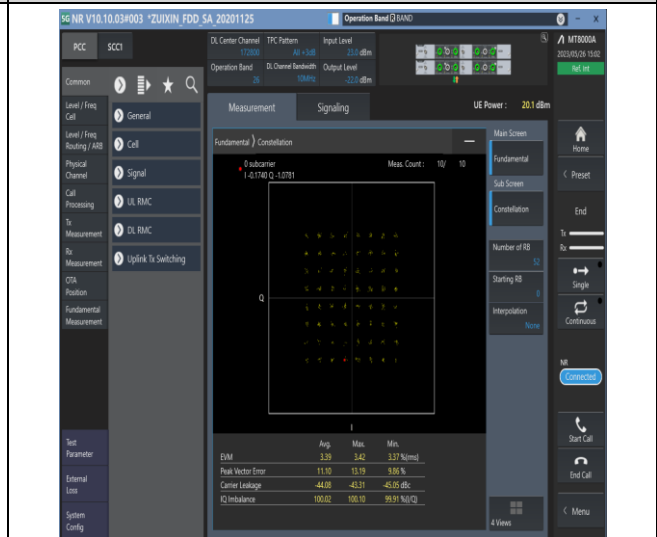 5G NR V10.10.03#003 *ZUIXIN_FDD_SA_20201125
Operation Band BAND
PCC
SCC1
DL Center Channel TPC Pattern Input Level
172800 All +3dB 23.0 dBm
Operation Band DL Channel Bandwidth Output Level
26 10MHz -22.0 dBm
MT8000A
2023/05/26 15:02
Ref. Int
Common
Level / Freq
Cell
Level / Freq
Routing / ARB
Physical
Channel
Call
Processing
Tx
Measurement
Rx
Measurement
OTA
Position
Fundamental
Measurement
Test
Parameter
External
Loss
System
Config
General
Cell
Signal
UL RMC
DL RMC
Uplink Tx Switching
Measurement
Signaling
UE Power : 20.1 dBm
Fundamental Constellation
0 subcarrier Meas. Count : 10/ 10
I -0.1740 Q -1.0781
Q
I
Avg. Max. Min.
EVM 3.39 3.42 3.37 %(rms)
Peak Vector Error 11.10 13.19 9.86 %
Carrier Leakage -44.08 -43.31 -45.05 dBc
IQ Imbalance 100.02 100.10 99.91 %(I/Q)
Main Screen
Fundamental
Sub Screen
Constellation
Number of RB
52
Starting RB
0
Interpolation
None
4 Views
Home
Preset
End
Tx
Rx
Single
Continuous
NR
Connected
Start Call
End Call
Menu